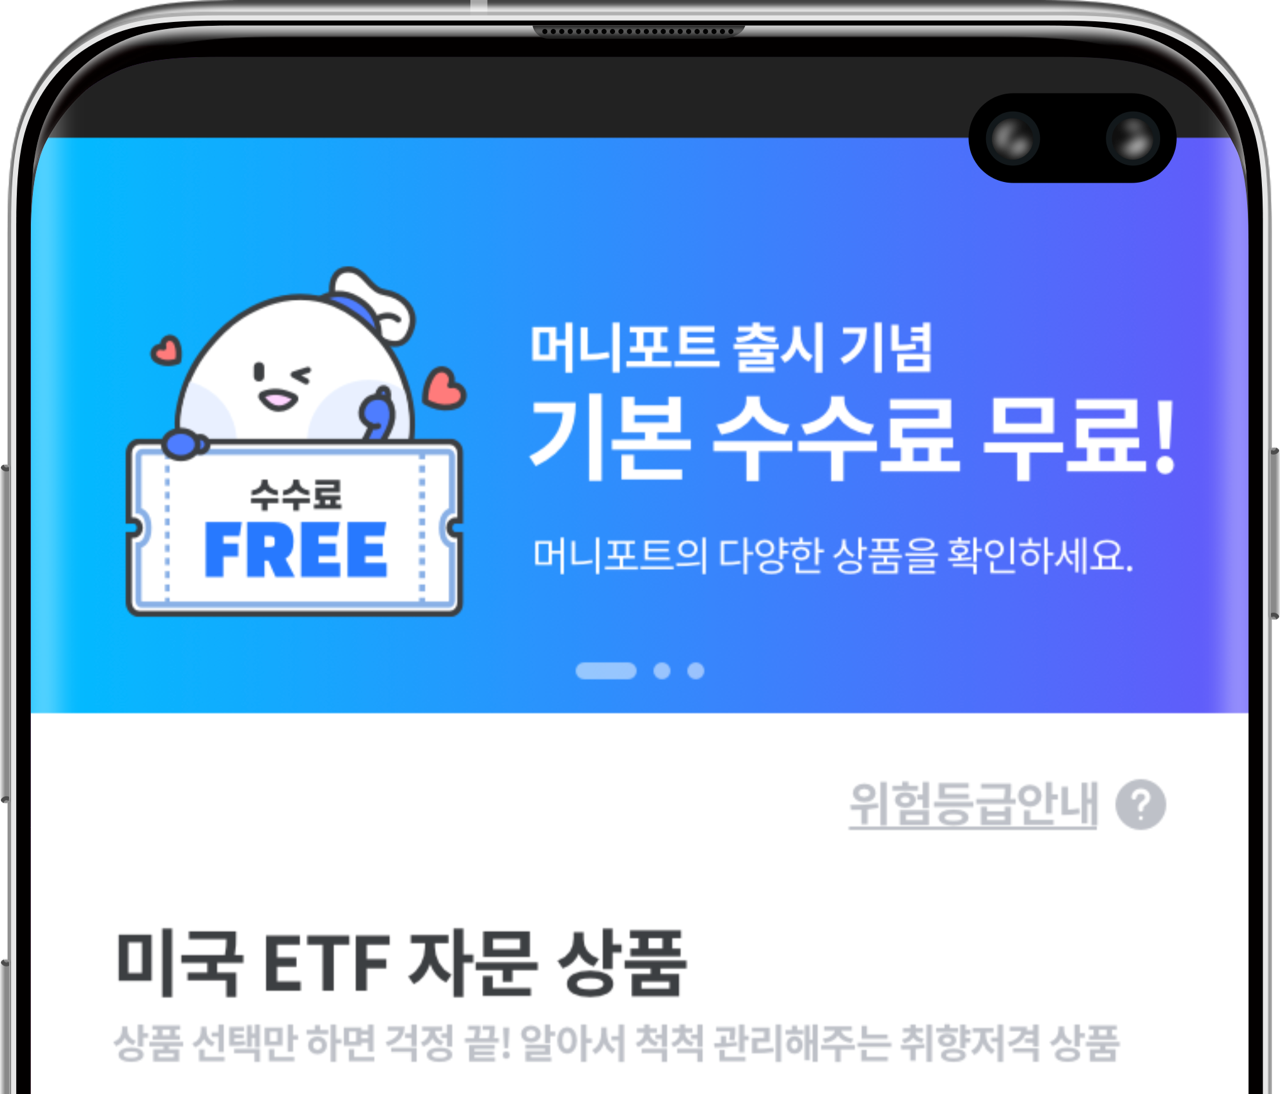 머니포트 출시 기념
기본 수수료 무료!
수수료
FREE
머니포트의 다양한 상품을 확인하세요.
위험등급안내 ?
미국 ETF 자문 상품
상품 선택만 하면 걱정 끝! 알아서 척척 관리해주는 취향저격 상품